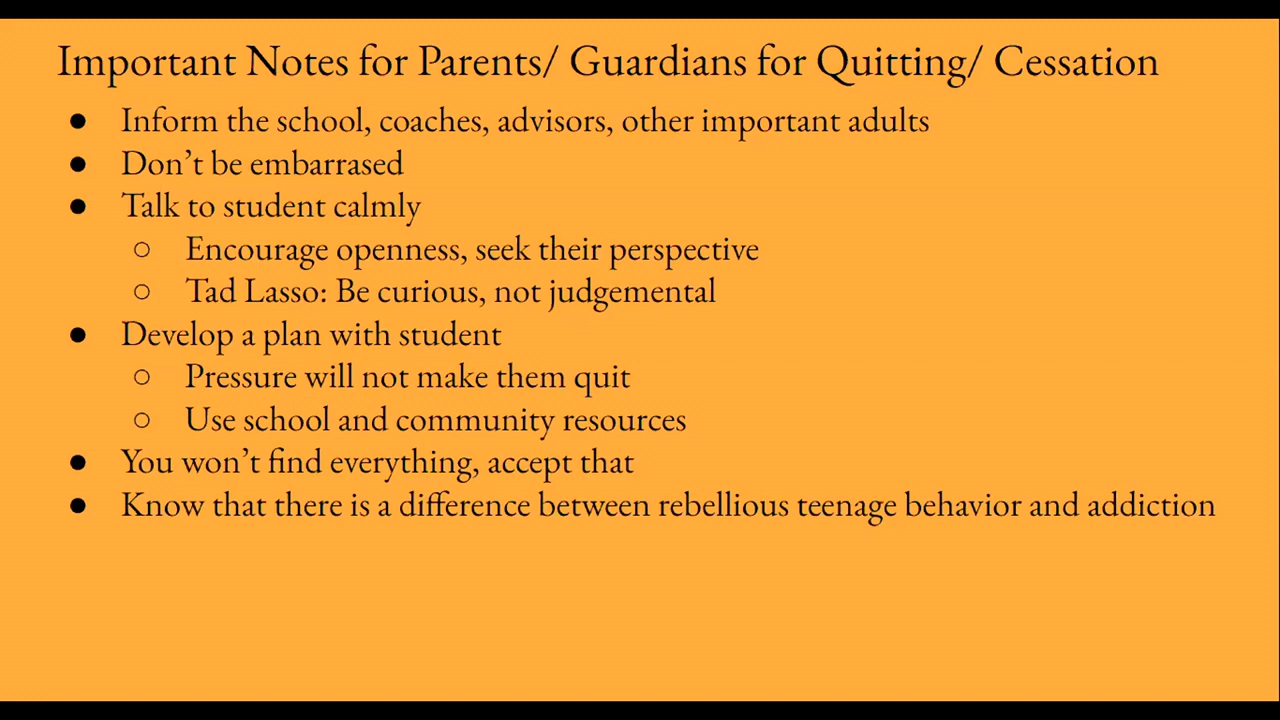 Important Notes for Parents/ Guardians for Quitting/ Cessation
● Inform the school, coaches, advisors, other important adults
● Don’t be embarrased
● Talk to student calmly
○ Encourage openness, seek their perspective
○ Tad Lasso: Be curious, not judgemental
● Develop a plan with student
○ Pressure will not make them quit
○ Use school and community resources
● You won’t find everything, accept that
● Know that there is a difference between rebellious teenage behavior and addiction